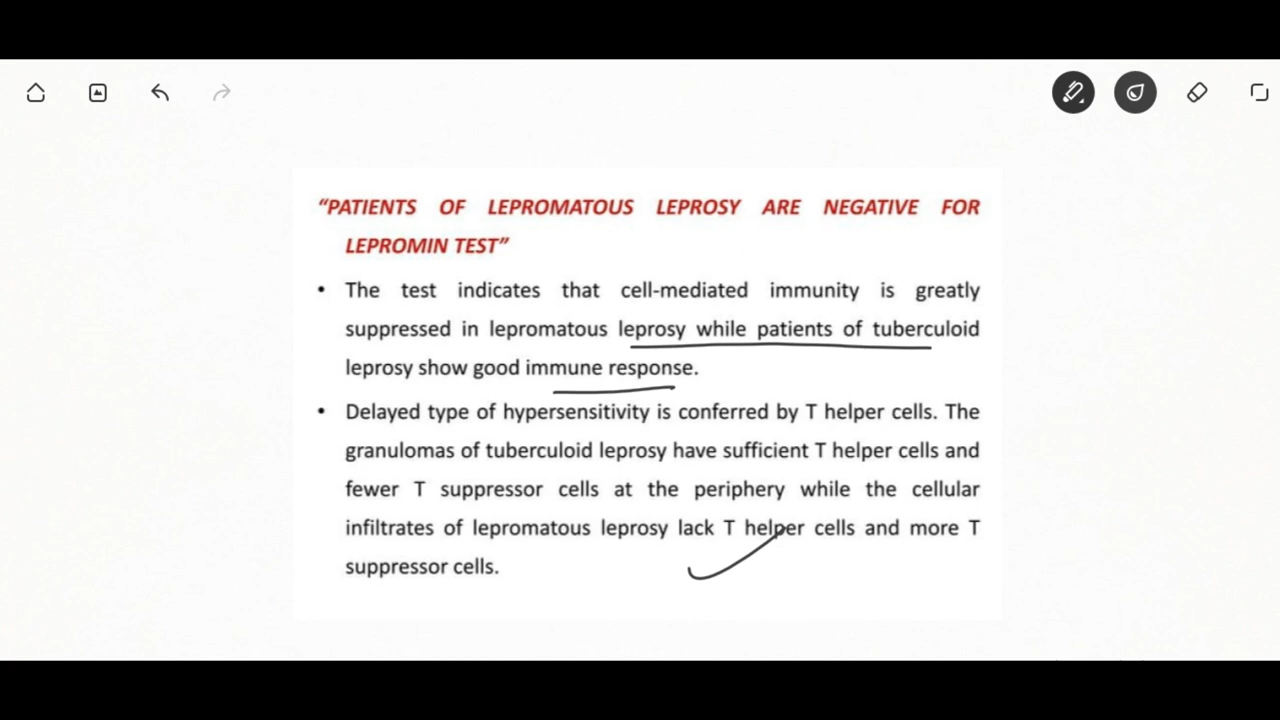 “PATIENTS OF LEPROMATOUS LEPROSY ARE NEGATIVE FOR
LEPROMIN TEST”
• The test indicates that cell-mediated immunity is greatly
suppressed in lepromatous leprosy while patients of tuberculoid
leprosy show good immune response.
• Delayed type of hypersensitivity is conferred by T helper cells. The
granulomas of tuberculoid leprosy have sufficient T helper cells and
fewer T suppressor cells at the periphery while the cellular
infiltrates of lepromatous leprosy lack T helper cells and more T
suppressor cells.